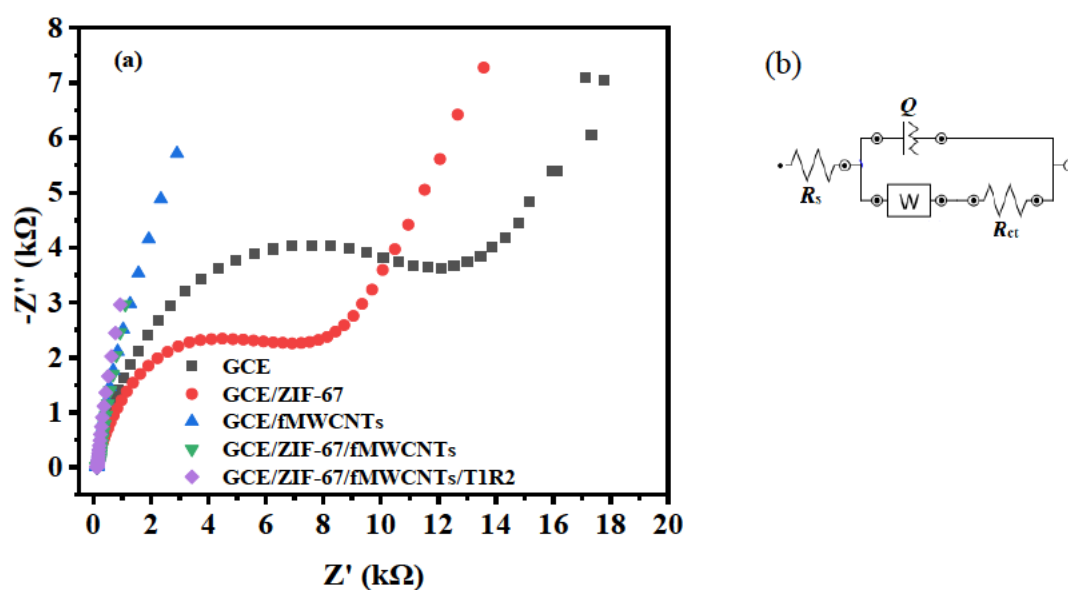 (a)
8
7
6
5
4
3
2
1
0
-Z'' (kΩ)
GCE
GCE/ZIF-67
GCE/fMWCNTs
GCE/ZIF-67/fMWCNTs
GCE/ZIF-67/fMWCNTs/T1R2
0 2 4 6 8 10 12 14 16 18 20
Z' (kΩ)
(b)
Q
Rs
W
Rct